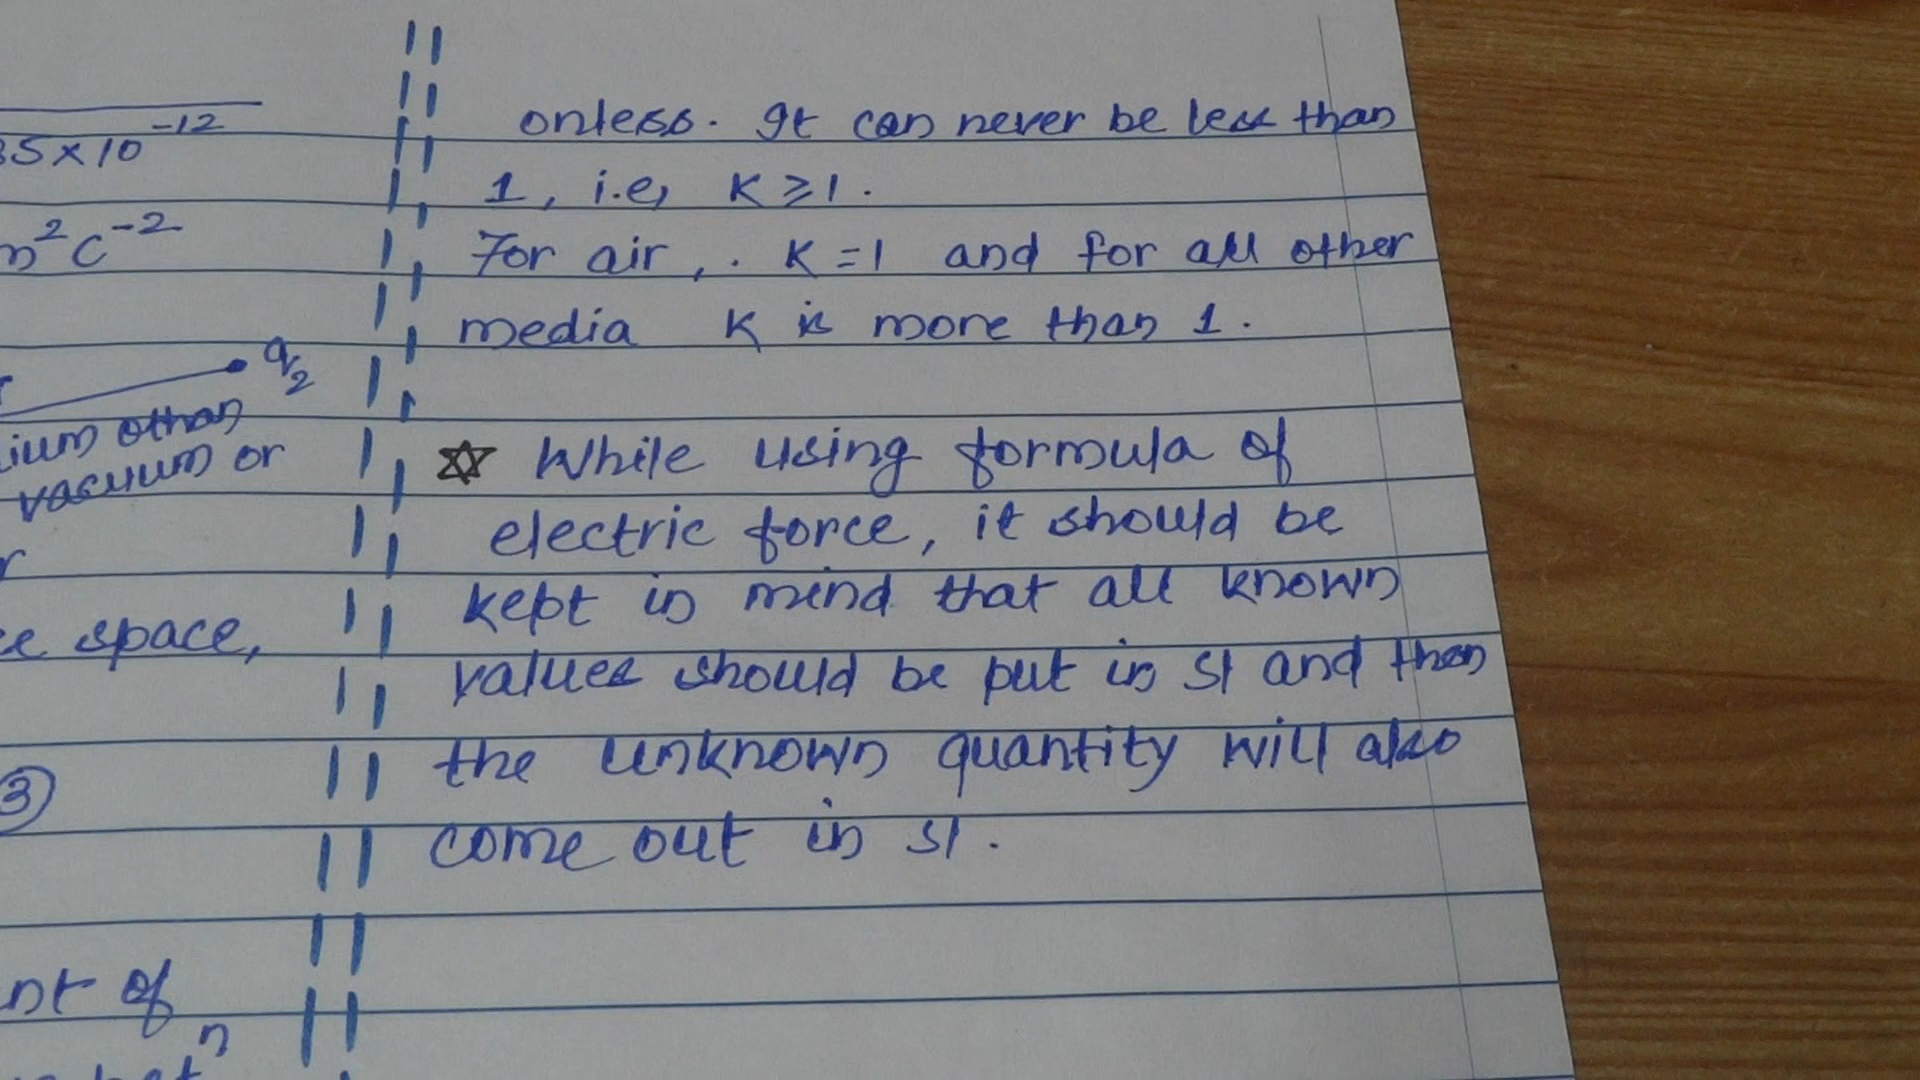 35×10⁻¹²
m²c⁻²
q₂
ium other
vacuum or
r
ce space,
③
nt of
onless. It can never be less than
1, i.e, K ≥ 1.
For air, . K = 1 and for all other
media K is more than 1.
☆ While using formula of
electric force, it should be
kept in mind that all known
values should be put in SI and then
the unknown quantity will also
come out in SI.